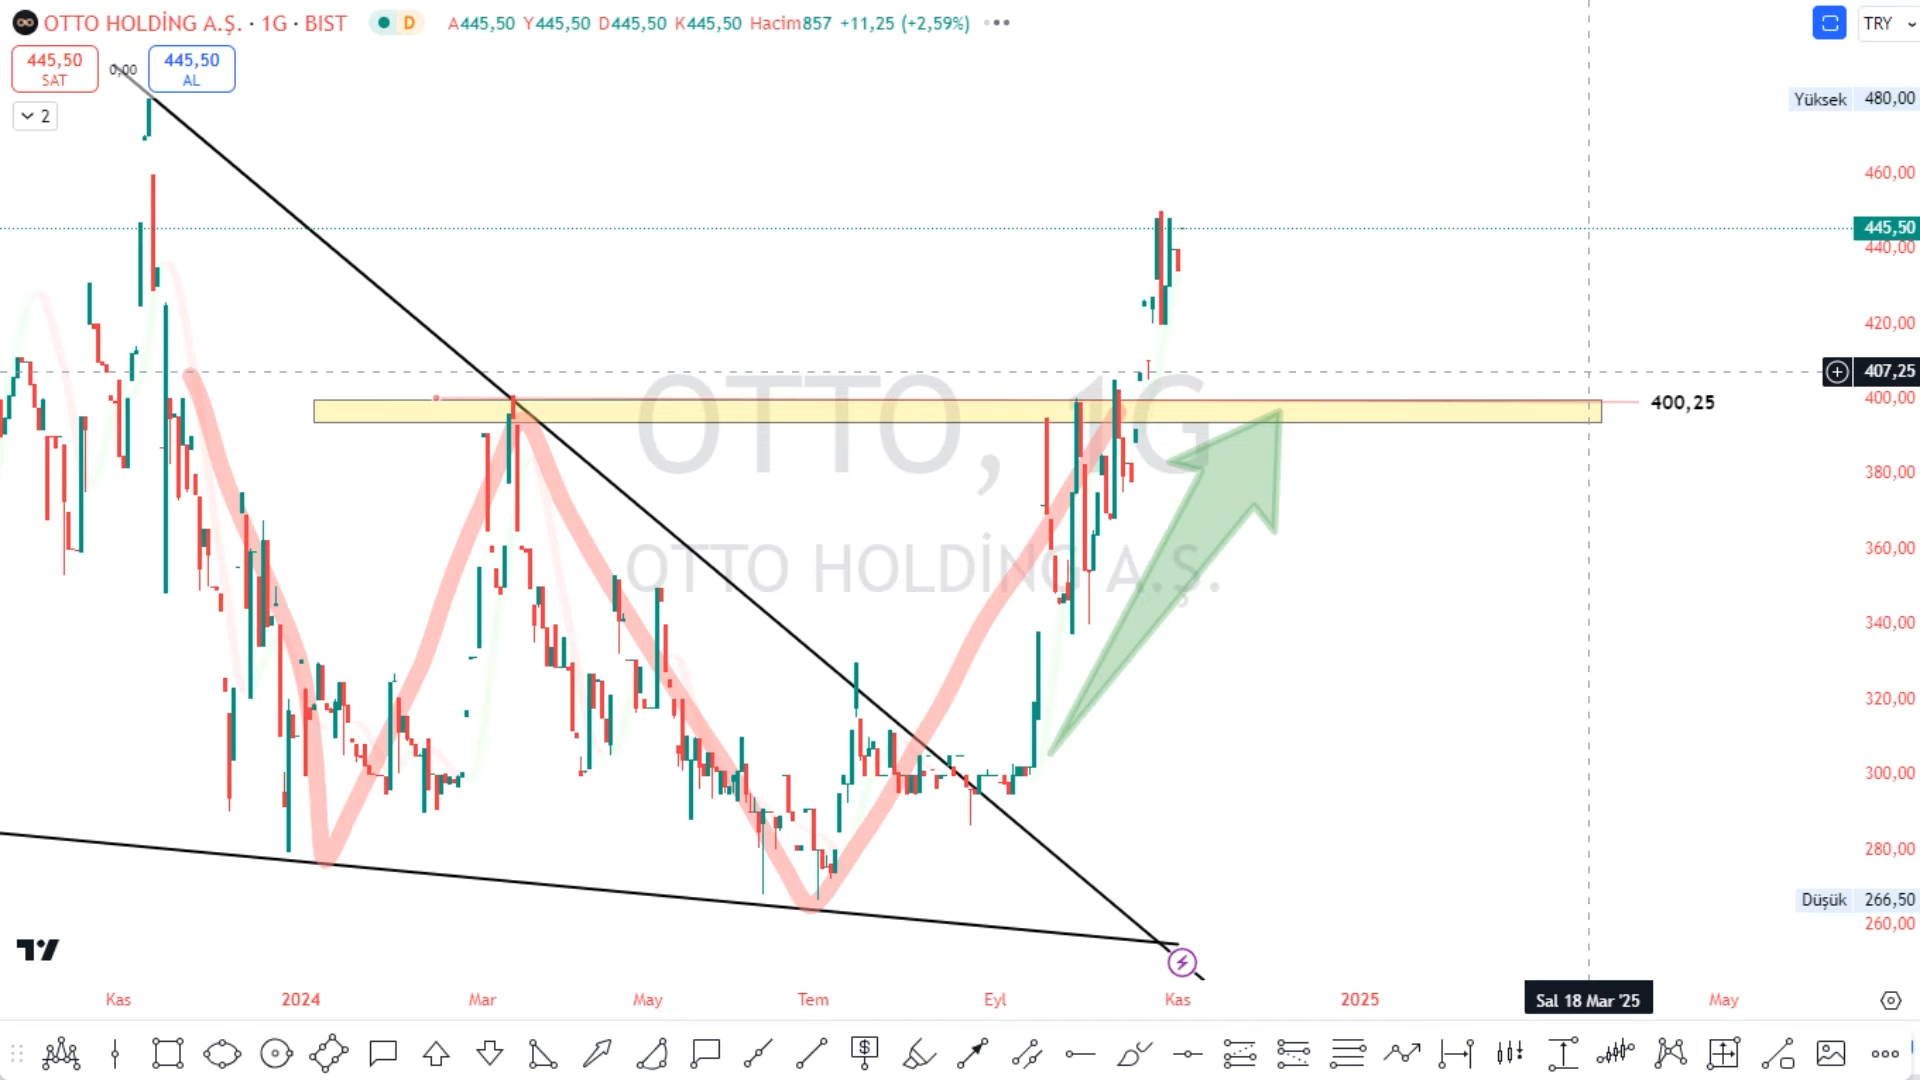 OTTO HOLDİNG A.Ş. · 1G · BIST D A445,50 Y445,50 D445,50 K445,50 Hacim857 +11,25 (+2,59%) TRY
445,50 SAT
0,00
445,50 AL
2
Yüksek 480,00
460,00
445,50
440,00
420,00
407,25
400,00
400,25
OTTO, 1G
OTTO HOLDİNG A.Ş.
380,00
360,00
340,00
320,00
300,00
280,00
Düşük 266,50
260,00
Kas 2024 Mar May Tem Eyl Kas 2025 Sal 18 Mar '25 May